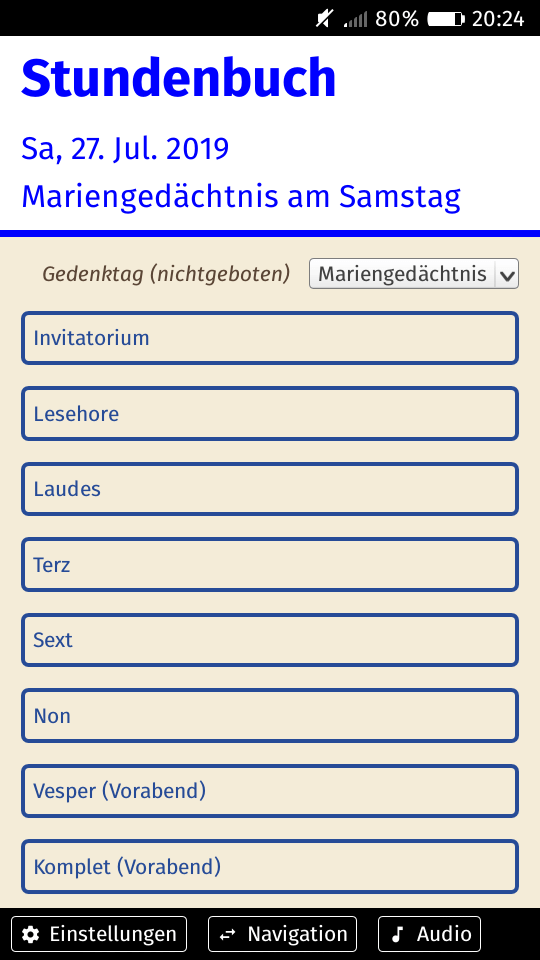 80% 20:24
Stundenbuch
Sa, 27. Jul. 2019
Mariengedächtnis am Samstag
Gedenktag (nichtgeboten) Mariengedächtnis
Invitatorium
Lesehore
Laudes
Terz
Sext
Non
Vesper (Vorabend)
Komplet (Vorabend)
Einstellungen Navigation Audio